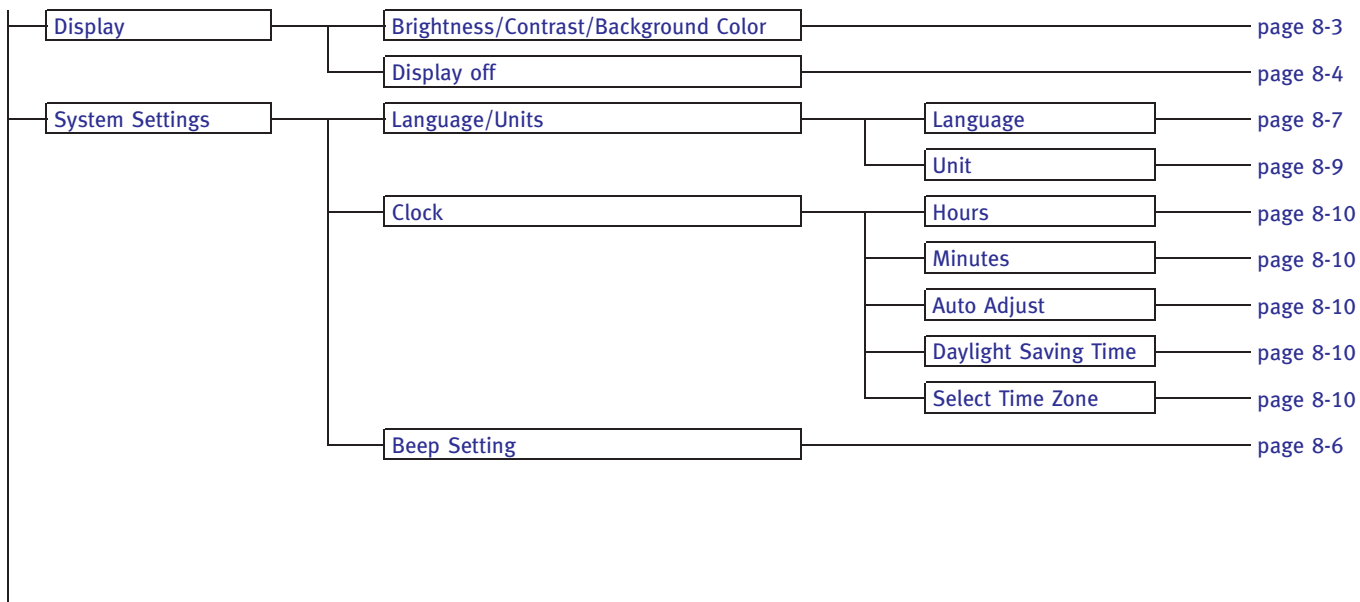 Display Brightness/Contrast/Background Color page 8-3
Display off page 8-4
System Settings Language/Units Language page 8-7
Unit page 8-9
Clock Hours page 8-10
Minutes page 8-10
Auto Adjust page 8-10
Daylight Saving Time page 8-10
Select Time Zone page 8-10
Beep Setting page 8-6